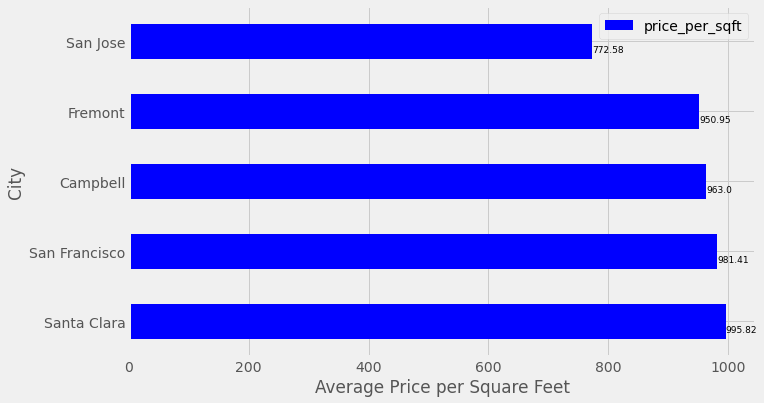 price_per_sqft
San Jose
772.58
Fremont
950.95
Campbell
963.0
San Francisco
981.41
Santa Clara
995.82
City
0 200 400 600 800 1000
Average Price per Square Feet